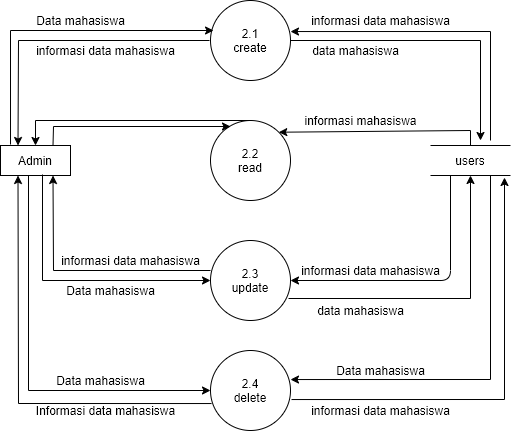 Data mahasiswa
informasi data mahasiswa
2.1
create
informasi data mahasiswa
data mahasiswa
informasi mahasiswa
Admin
2.2
read
users
informasi data mahasiswa
Data mahasiswa
2.3
update
informasi data mahasiswa
data mahasiswa
Data mahasiswa
Informasi data mahasiswa
2.4
delete
Data mahasiswa
informasi data mahasiswa